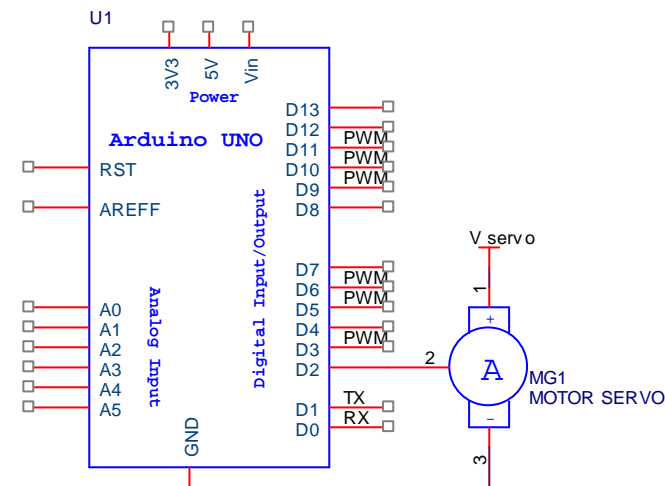 U1
3V3
5V
Vin
Power
Arduino UNO
RST
AREFF
Analog Input
A0
A1
A2
A3
A4
A5
GND
Digital Input/Output
D13
D12
D11 PWM
D10 PWM
D9 PWM
D8
D7
D6 PWM
D5 PWM
D4
D3 PWM
D2
D1 TX
D0 RX
V servo
1
+
2
A
MG1
MOTOR SERVO
-
3